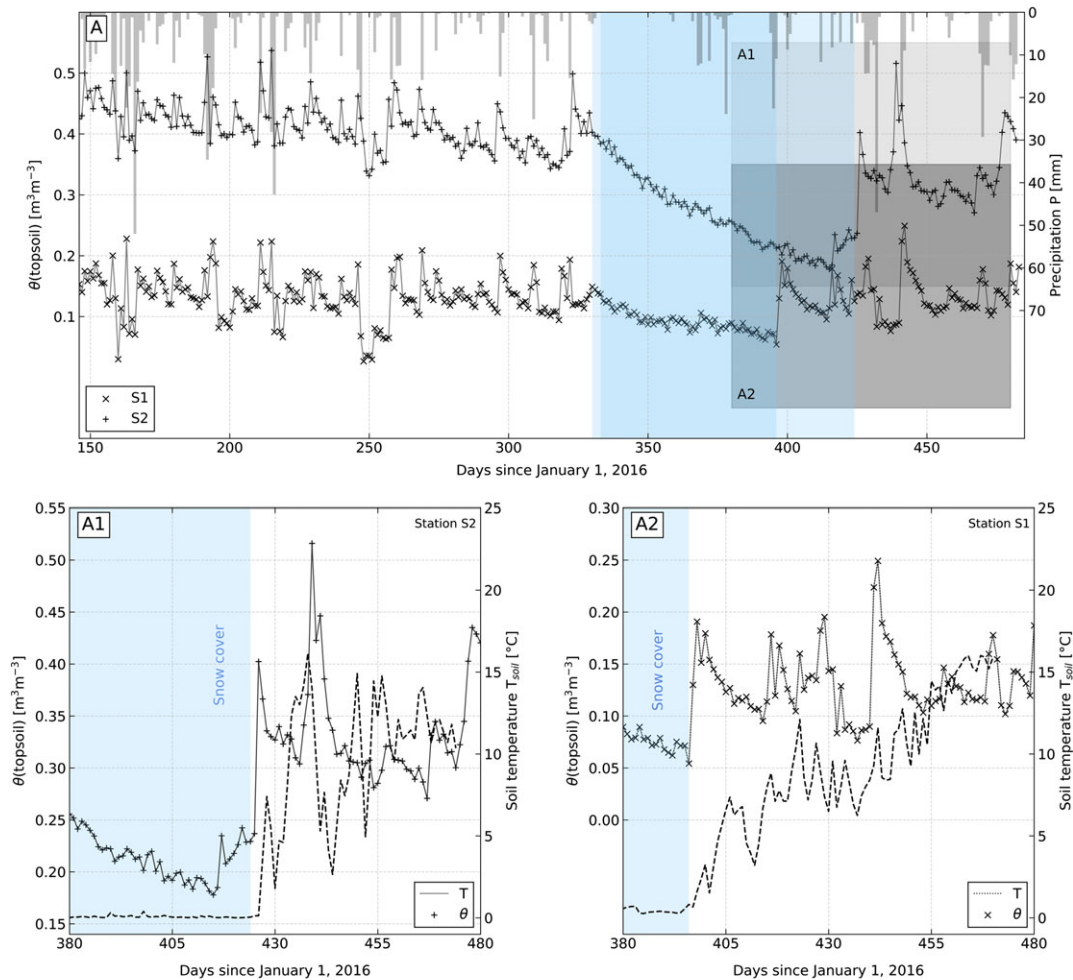 A
A1
A2
0.5
0.4
0.3
0.2
0.1
θ(topsoil) [m³m⁻³]
0
10
20
30
40
50
60
70
Precipitation P [mm]
S1
S2
150
200
250
300
350
400
450
Days since January 1, 2016
A1
Station S2
0.55
0.50
0.45
0.40
0.35
0.30
0.25
0.20
0.15
θ(topsoil) [m³m⁻³]
Snow cover
25
20
15
10
5
0
Soil temperature T_soil [°C]
T
θ
380
405
430
455
480
Days since January 1, 2016
A2
Station S1
0.30
0.25
0.20
0.15
0.10
0.05
0.00
θ(topsoil) [m³m⁻³]
Snow cover
25
20
15
10
5
0
Soil temperature T_soil [°C]
T
θ
380
405
430
455
480
Days since January 1, 2016